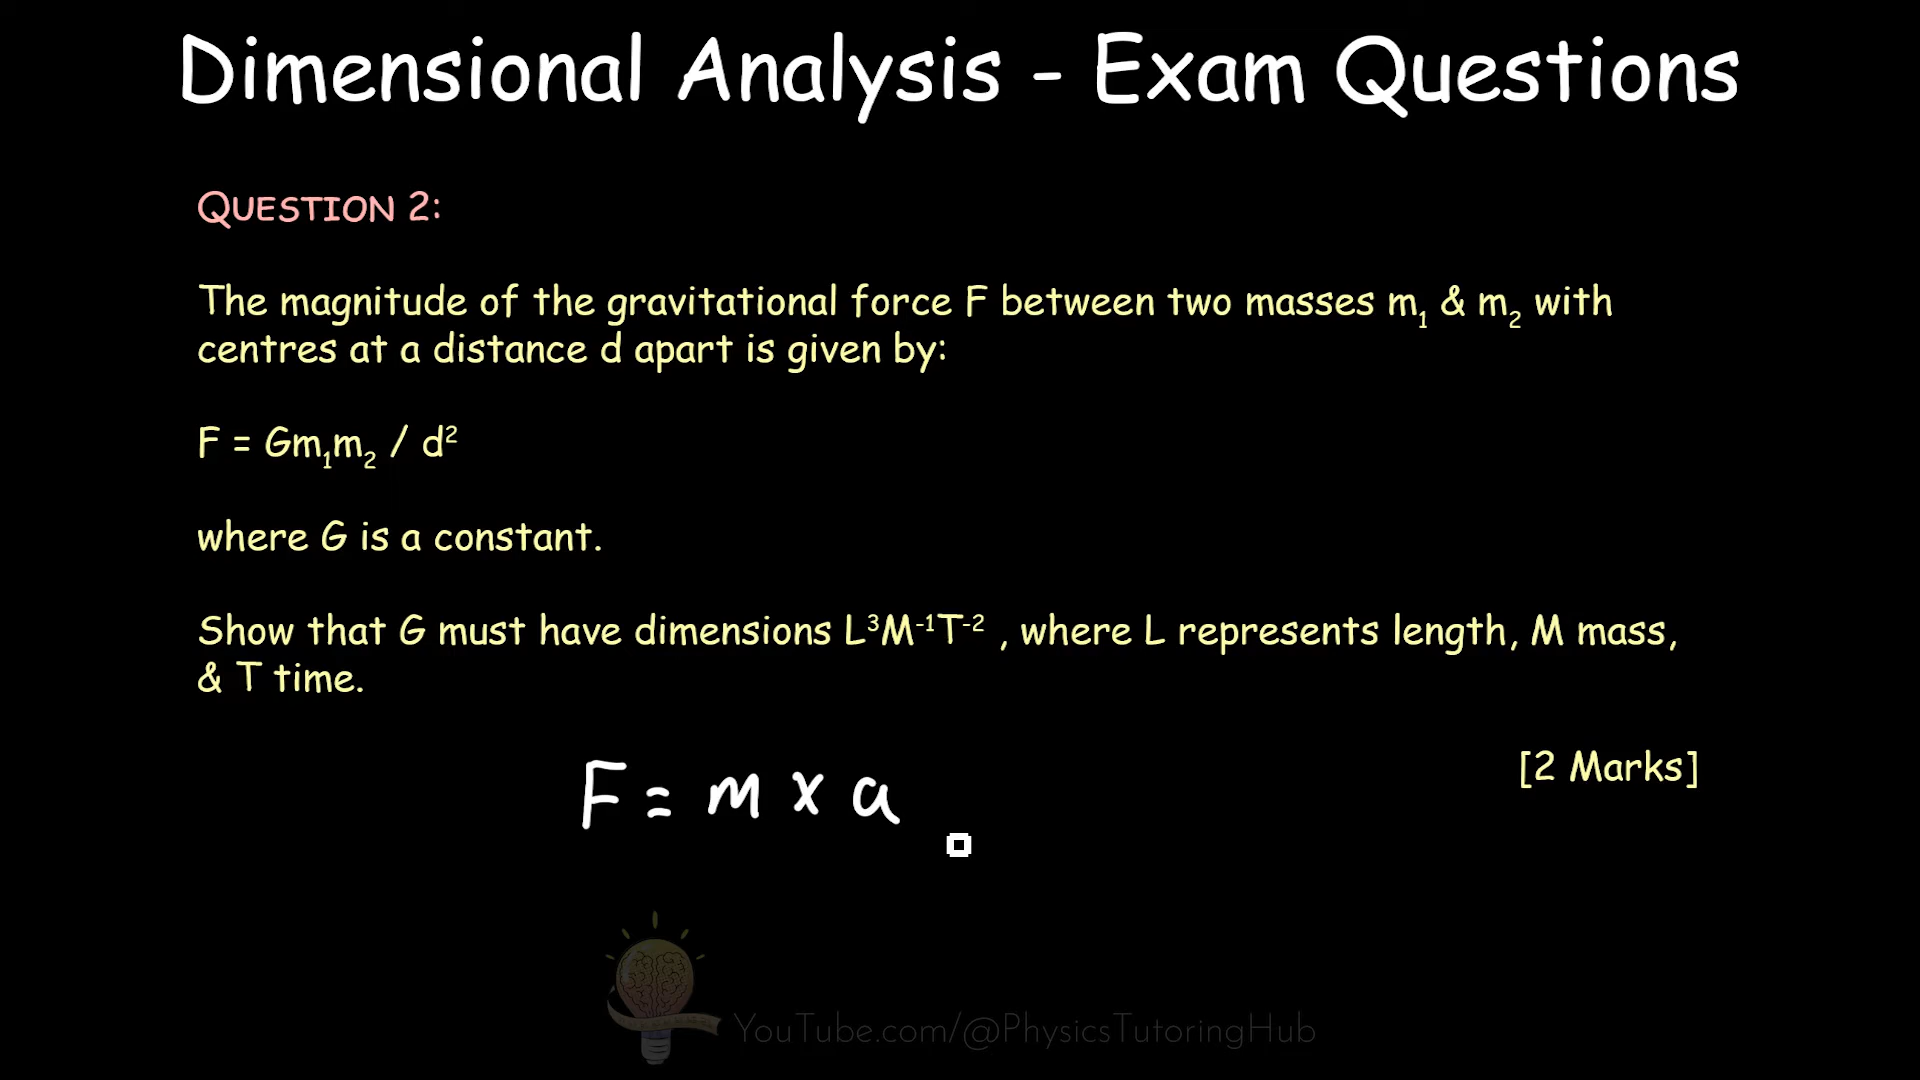 Dimensional Analysis - Exam Questions
QUESTION 2:
The magnitude of the gravitational force F between two masses m₁ & m₂ with
centres at a distance d apart is given by:
F = Gm₁m₂ / d²
where G is a constant.
Show that G must have dimensions L³M⁻¹T⁻² , where L represents length, M mass,
& T time.
[2 Marks]
F = m x a
YouTube.com/@PhysicsTutoringHub